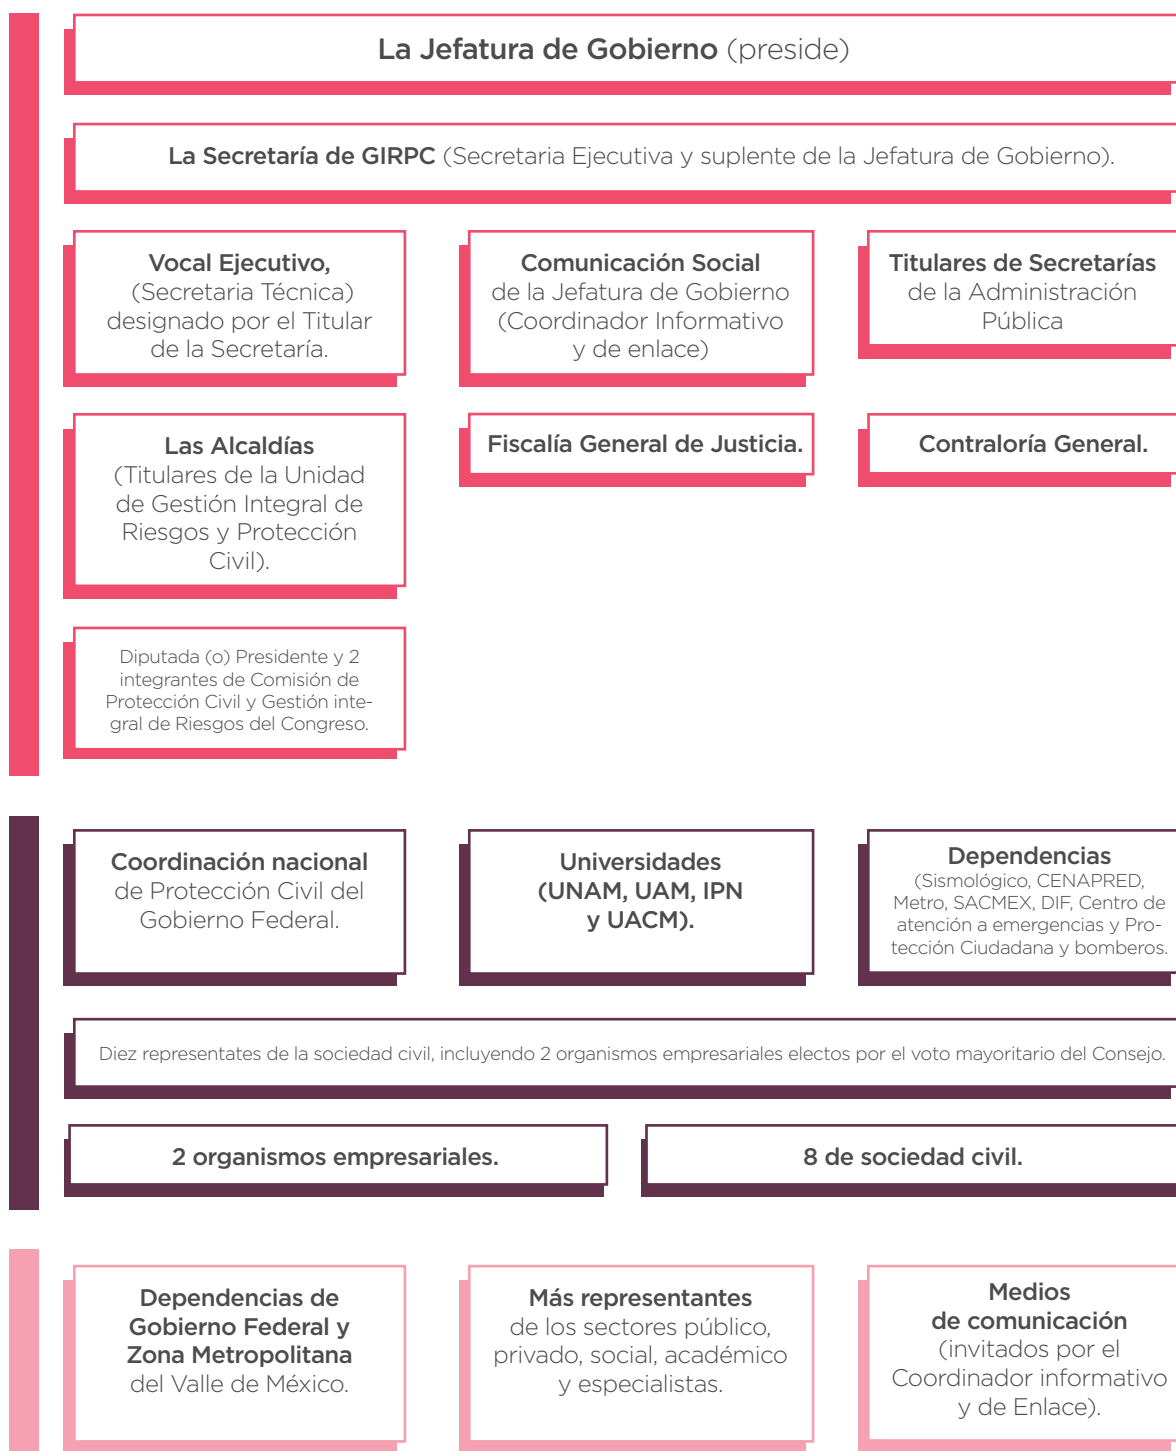 La Jefatura de Gobierno (preside)
La Secretaría de GIRPC (Secretaria Ejecutiva y suplente de la Jefatura de Gobierno).
Vocal Ejecutivo,
(Secretaria Técnica)
designado por el Titular
de la Secretaría.
Comunicación Social
de la Jefatura de Gobierno
(Coordinador Informativo
y de enlace)
Titulares de Secretarías
de la Administración
Pública
Las Alcaldías
(Titulares de la Unidad
de Gestión Integral de
Riesgos y Protección
Civil).
Fiscalía General de Justicia.
Contraloría General.
Diputada (o) Presidente y 2
integrantes de Comisión de
Protección Civil y Gestión inte-
gral de Riesgos del Congreso.
Coordinación nacional
de Protección Civil del
Gobierno Federal.
Universidades
(UNAM, UAM, IPN
y UACM).
Dependencias
(Sismológico, CENAPRED,
Metro, SACMEX, DIF, Centro de
atención a emergencias y Pro-
tección Ciudadana y bomberos.
Diez representates de la sociedad civil, incluyendo 2 organismos empresariales electos por el voto mayoritario del Consejo.
2 organismos empresariales.
8 de sociedad civil.
Dependencias de
Gobierno Federal y
Zona Metropolitana
del Valle de México.
Más representantes
de los sectores público,
privado, social, académico
y especialistas.
Medios
de comunicación
(invitados por el
Coordinador informativo
y de Enlace).